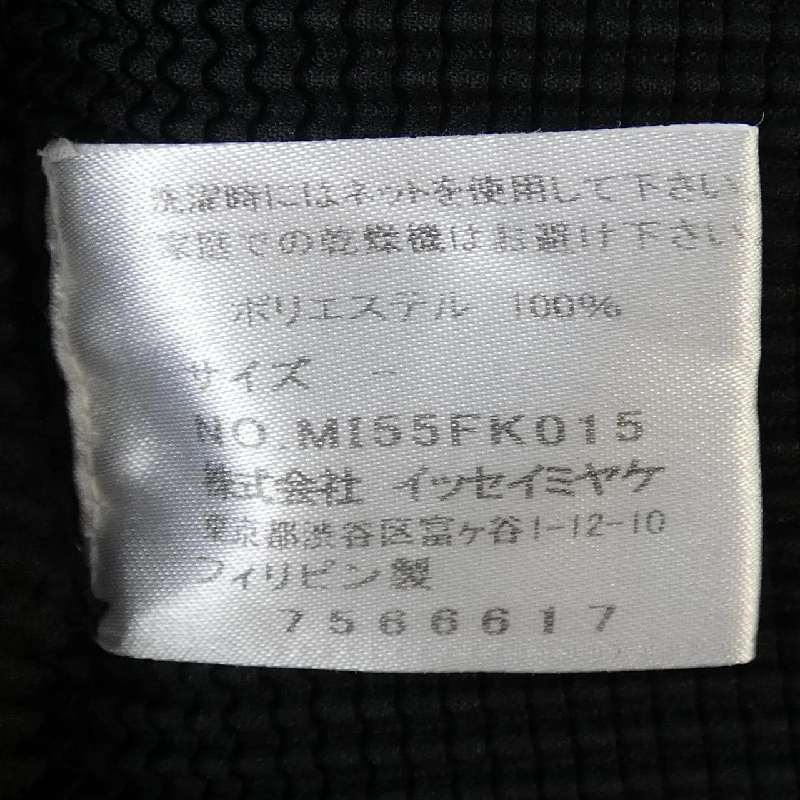 洗濯時にはネットを使用して下さい
家庭での乾燥機はお避け下さい
ポリエステル 100%
サイズ -
NO.MI55FK015
株式会社 イッセイミヤケ
東京都渋谷区富ヶ谷1-12-10
フィリピン製
7566617